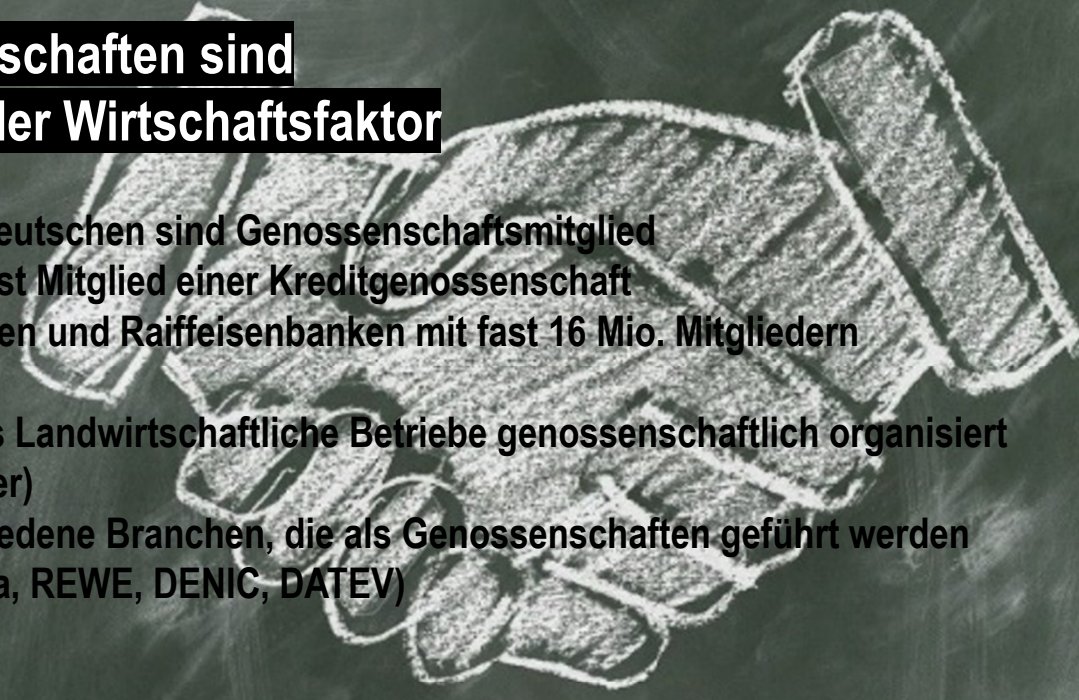 schaften sind
der Wirtschaftsfaktor
eutschen sind Genossenschaftsmitglied
st Mitglied einer Kreditgenossenschaft
en und Raiffeisenbanken mit fast 16 Mio. Mitgliedern
s Landwirtschaftliche Betriebe genossenschaftlich organisiert
er)
edene Branchen, die als Genossenschaften geführt werden
a, REWE, DENIC, DATEV)